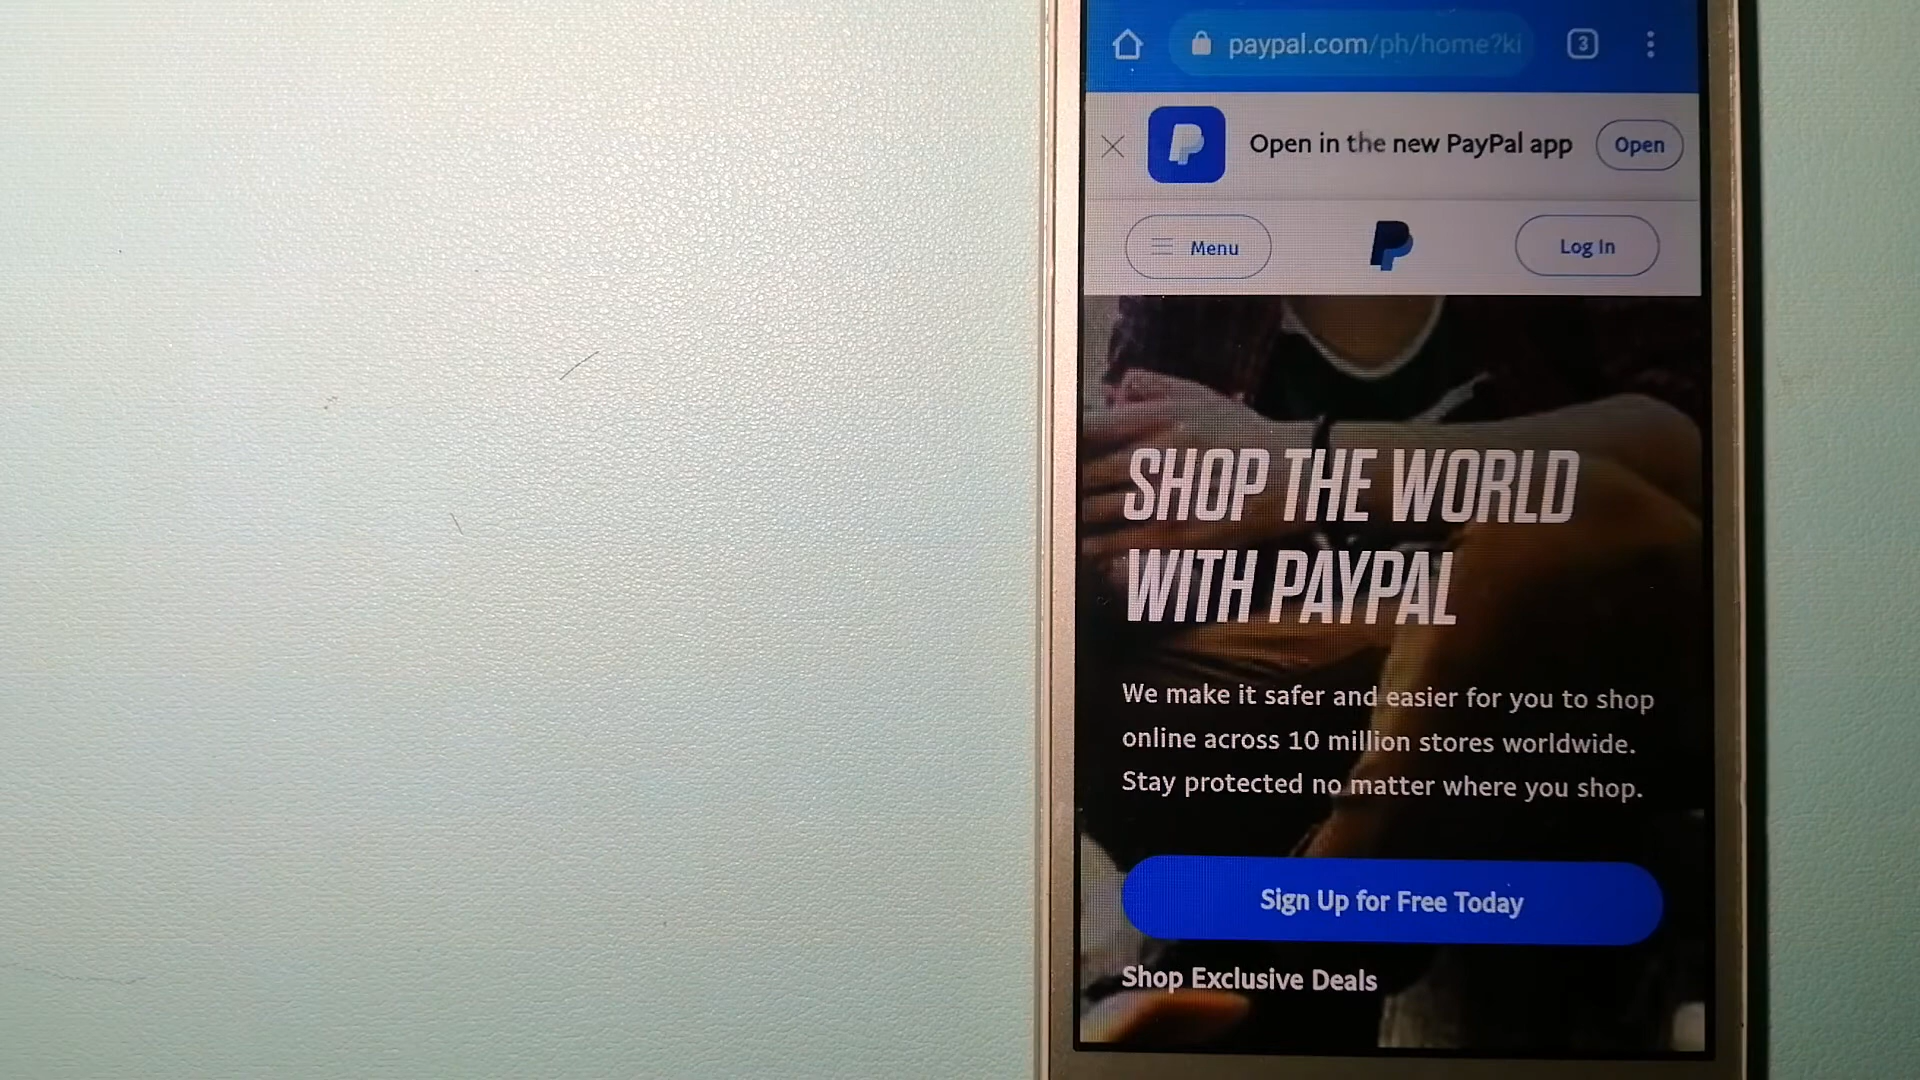 paypal.com/ph/home?ki
3
Open in the new PayPal app
Open
Menu
Log In
SHOP THE WORLD
WITH PAYPAL
We make it safer and easier for you to shop
online across 10 million stores worldwide.
Stay protected no matter where you shop.
Sign Up for Free Today
Shop Exclusive Deals